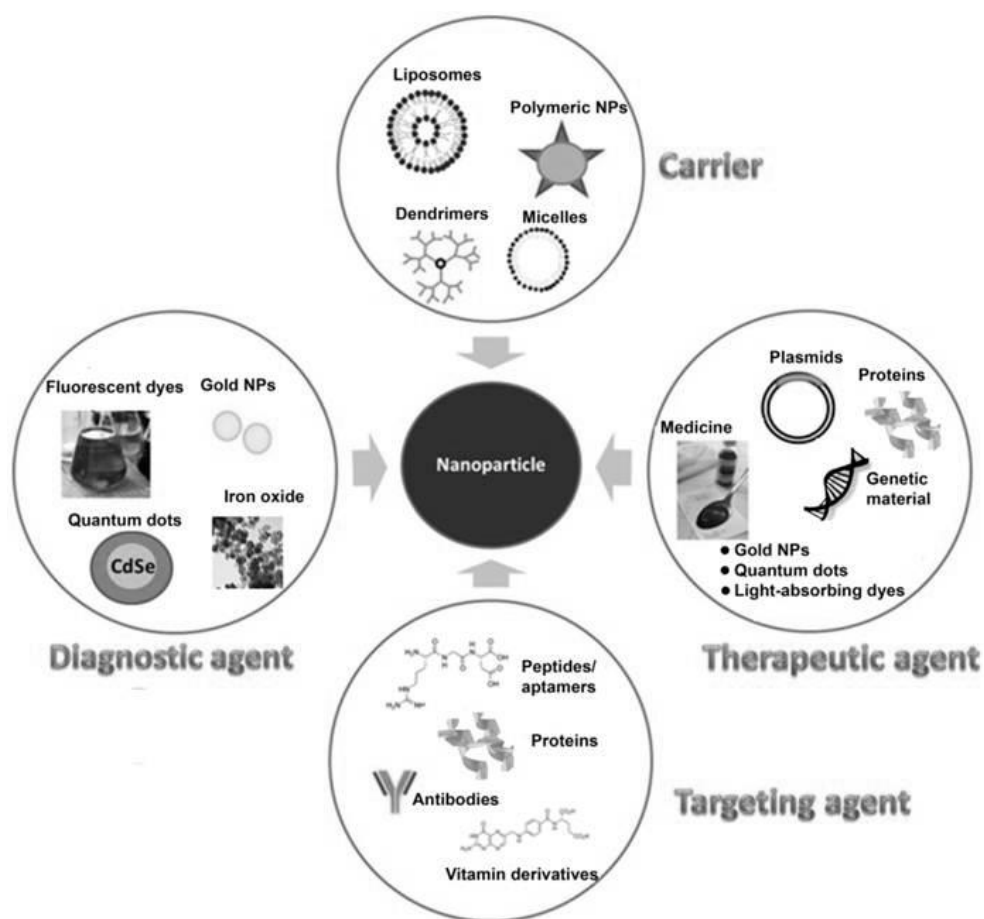 Liposomes
Polymeric NPs
Carrier
Dendrimers
Micelles
Fluorescent dyes
Gold NPs
Iron oxide
Quantum dots
CdSe
Diagnostic agent
Nanoparticle
Plasmids
Proteins
Medicine
Genetic
material
● Gold NPs
● Quantum dots
● Light-absorbing dyes
Therapeutic agent
Peptides/
aptamers
Proteins
Antibodies
Vitamin derivatives
Targeting agent